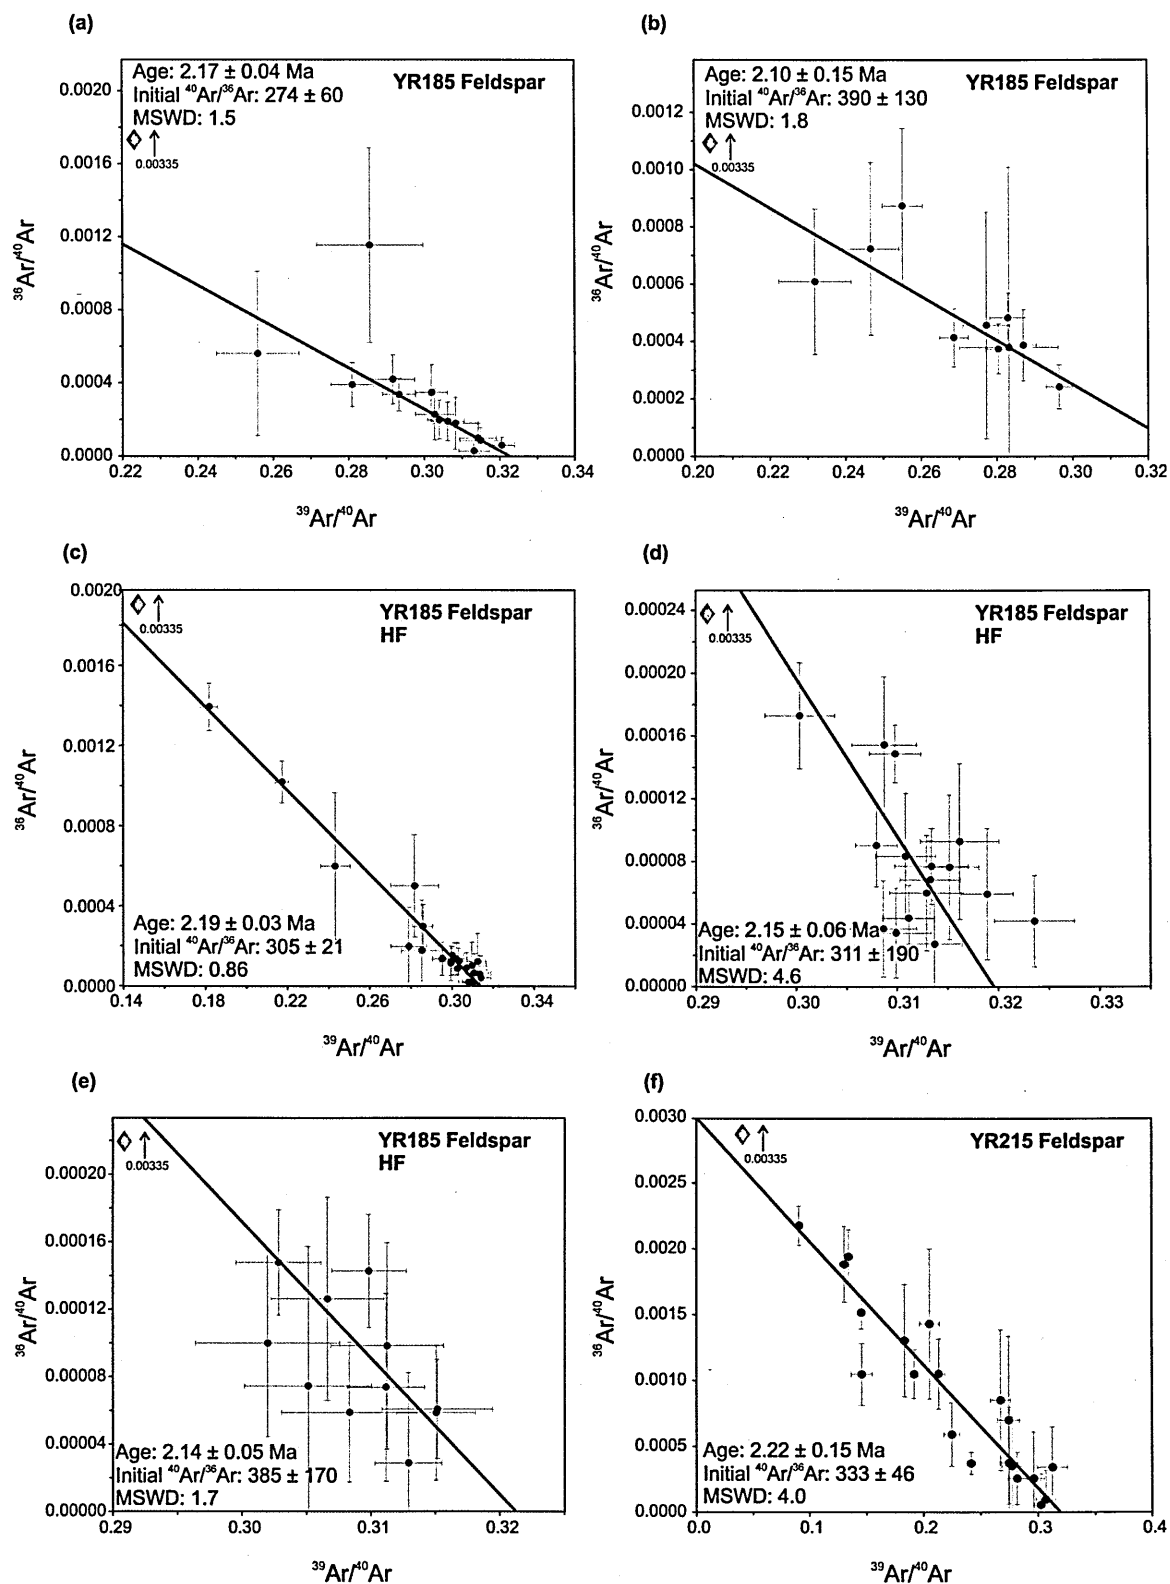 (a)
Age: 2.17 ± 0.04 Ma
Initial ⁴⁰Ar/³⁶Ar: 274 ± 60
MSWD: 1.5
YR185 Feldspar
0.00335
0.0020
0.0016
0.0012
0.0008
0.0004
0.0000
³⁶Ar/⁴⁰Ar
0.22 0.24 0.26 0.28 0.30 0.32 0.34
³⁹Ar/⁴⁰Ar
(b)
Age: 2.10 ± 0.15 Ma
Initial ⁴⁰Ar/³⁶Ar: 390 ± 130
MSWD: 1.8
YR185 Feldspar
0.00335
0.0012
0.0010
0.0008
0.0006
0.0004
0.0002
0.0000
³⁶Ar/⁴⁰Ar
0.20 0.22 0.24 0.26 0.28 0.30 0.32
³⁹Ar/⁴⁰Ar
(c)
YR185 Feldspar
HF
0.00335
0.0020
0.0016
0.0012
0.0008
0.0004
0.0000
³⁶Ar/⁴⁰Ar
Age: 2.19 ± 0.03 Ma
Initial ⁴⁰Ar/³⁶Ar: 305 ± 21
MSWD: 0.86
0.14 0.18 0.22 0.26 0.30 0.34
³⁹Ar/⁴⁰Ar
(d)
YR185 Feldspar
HF
0.00335
0.00024
0.00020
0.00016
0.00012
0.00008
0.00004
0.00000
³⁶Ar/⁴⁰Ar
Age: 2.15 ± 0.06 Ma
Initial ⁴⁰Ar/³⁶Ar: 311 ± 190
MSWD: 4.6
0.29 0.30 0.31 0.32 0.33
³⁹Ar/⁴⁰Ar
(e)
YR185 Feldspar
HF
0.00335
0.00020
0.00016
0.00012
0.00008
0.00004
0.00000
³⁶Ar/⁴⁰Ar
Age: 2.14 ± 0.05 Ma
Initial ⁴⁰Ar/³⁶Ar: 385 ± 170
MSWD: 1.7
0.29 0.30 0.31 0.32
³⁹Ar/⁴⁰Ar
(f)
YR215 Feldspar
0.00335
0.0030
0.0025
0.0020
0.0015
0.0010
0.0005
0.0000
³⁶Ar/⁴⁰Ar
Age: 2.22 ± 0.15 Ma
Initial ⁴⁰Ar/³⁶Ar: 333 ± 46
MSWD: 4.0
0.0 0.1 0.2 0.3 0.4
³⁹Ar/⁴⁰Ar